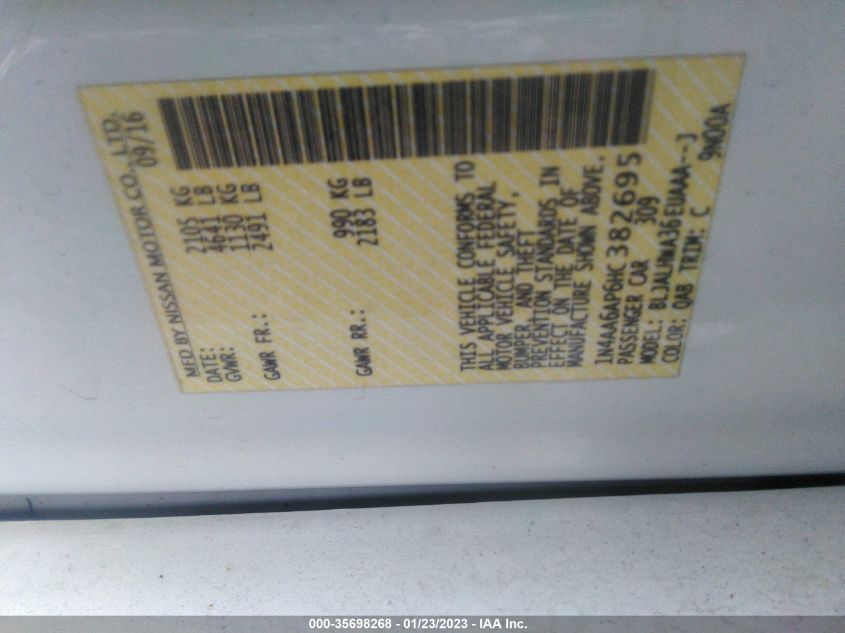 MFD BY NISSAN MOTOR CO., LTD.
DATE: 09/16
GVWR: 2105 KG
4641 LB
GAWR FR.: 1130 KG
2491 LB
GAWR RR.: 990 KG
2183 LB
THIS VEHICLE CONFORMS TO
ALL APPLICABLE FEDERAL
MOTOR VEHICLE SAFETY,
BUMPER, AND THEFT
PREVENTION STANDARDS IN
EFFECT ON THE DATE OF
MANUFACTURE SHOWN ABOVE.
1N4AA6AP6HC382695
PASSENGER CAR 309
MODEL: BLJALHWA36EUAAA--J
COLOR: QAB TRIM: C 9N00A
000-35698268 - 01/23/2023 - IAA Inc.